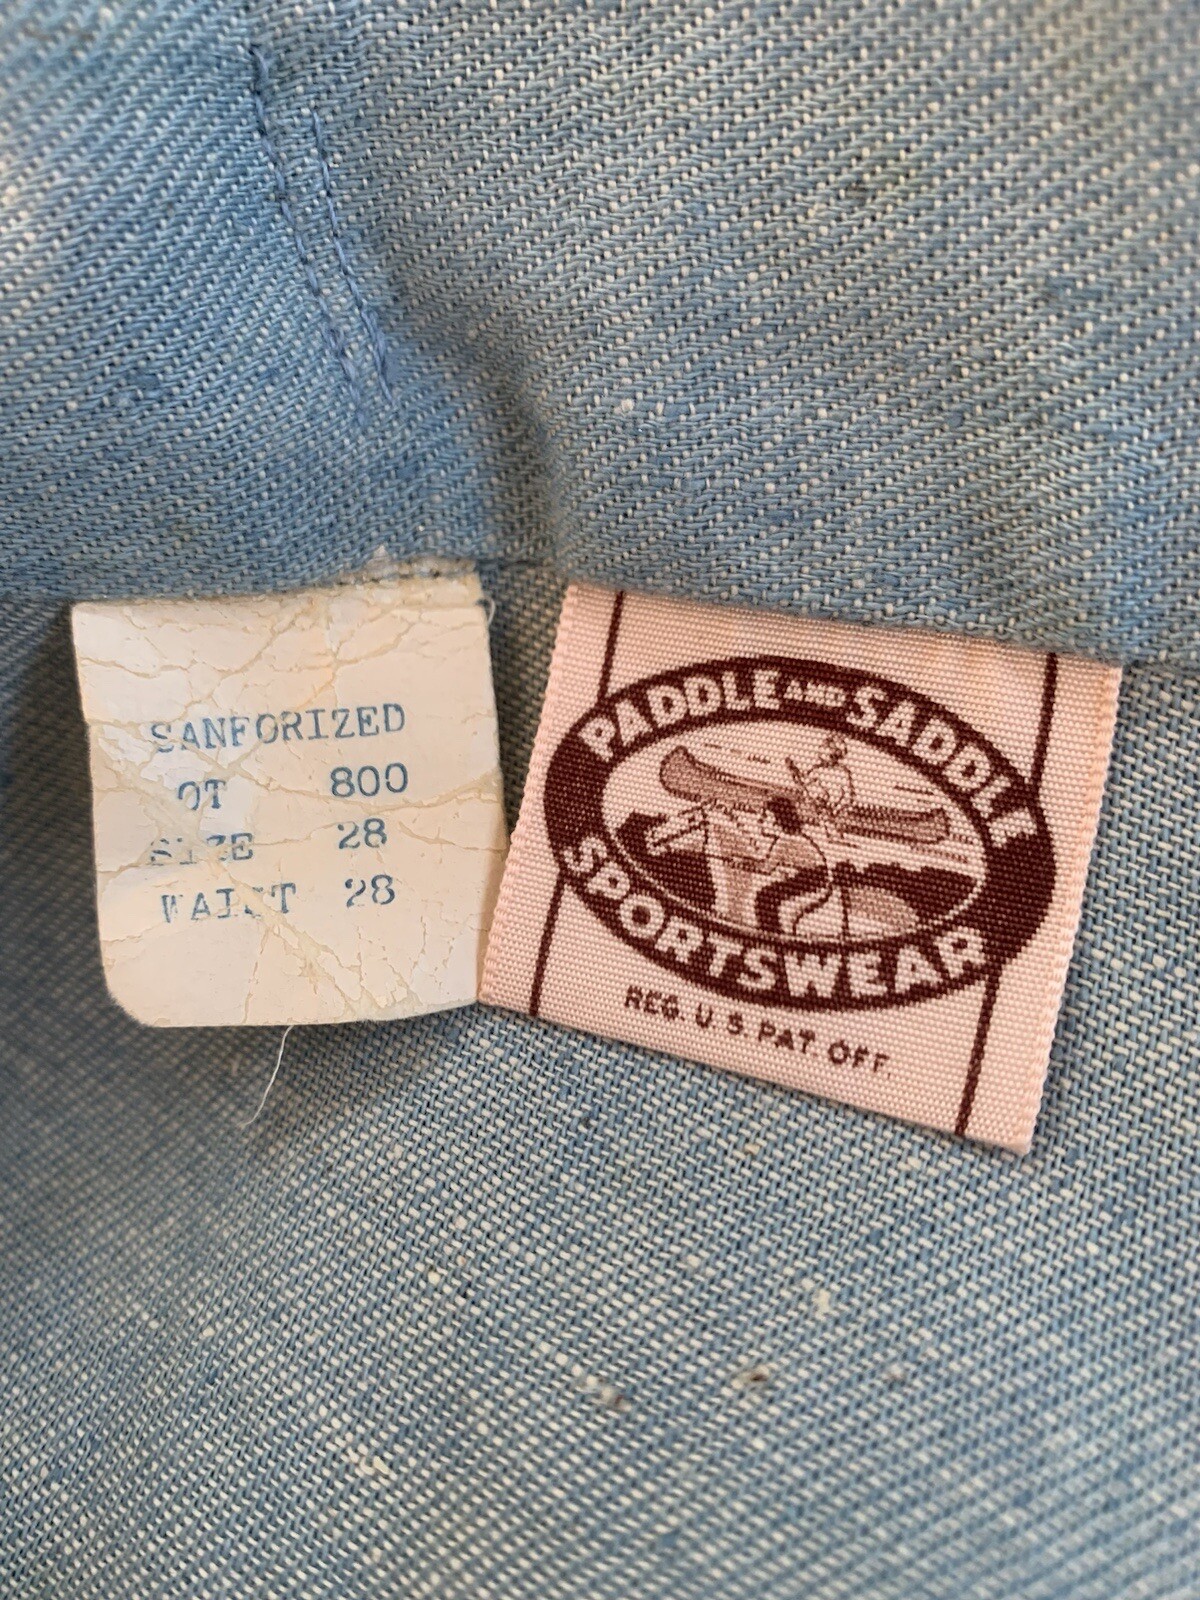 SANFORIZED
OT 800
SIZE 28
WAIST 28
PADDLE AND SADDLE
SPORTSWEAR
REG. U.S. PAT. OFF.